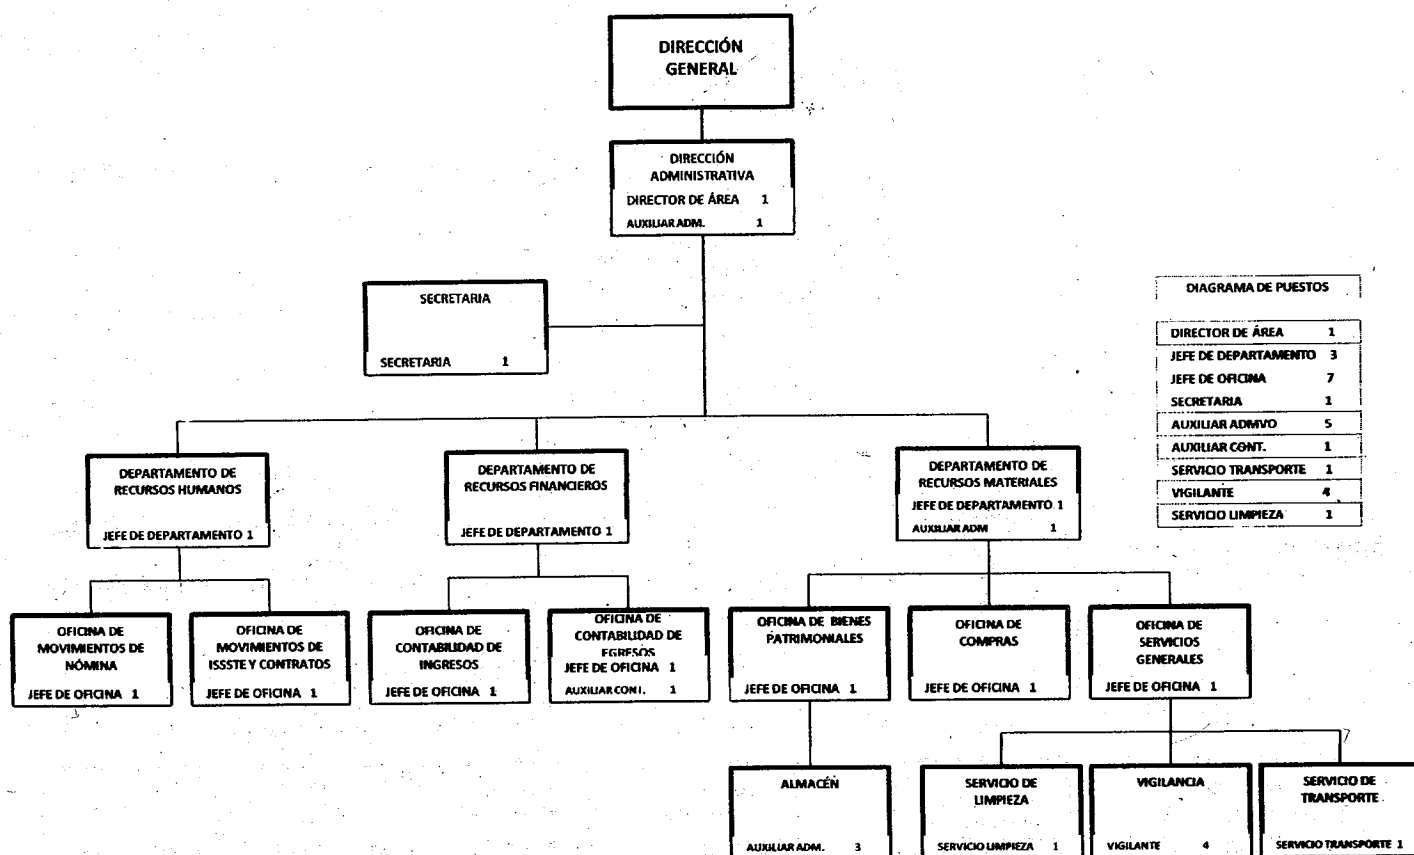 DIRECCIÓN
GENERAL
DIRECCIÓN
ADMINISTRATIVA
DIRECTOR DE ÁREA 1
AUXILIAR ADM. 1
SECRETARIA
SECRETARIA 1
DIAGRAMA DE PUESTOS
DIRECTOR DE ÁREA 1
JEFE DE DEPARTAMENTO 3
JEFE DE OFICINA 7
SECRETARIA 1
AUXILIAR ADMVO 5
AUXILIAR CONT. 1
SERVICIO TRANSPORTE 1
VIGILANTE 4
SERVICIO LIMPIEZA 1
DEPARTAMENTO DE
RECURSOS HUMANOS
JEFE DE DEPARTAMENTO 1
DEPARTAMENTO DE
RECURSOS FINANCIEROS
JEFE DE DEPARTAMENTO 1
DEPARTAMENTO DE
RECURSOS MATERIALES
JEFE DE DEPARTAMENTO 1
AUXILIAR ADM 1
OFICINA DE
MOVIMIENTOS DE
NÓMINA
JEFE DE OFICINA 1
OFICINA DE
MOVIMIENTOS DE
ISSSTE Y CONTRATOS
JEFE DE OFICINA 1
OFICINA DE
CONTABILIDAD DE
INGRESOS
JEFE DE OFICINA 1
OFICINA DE
CONTABILIDAD DE
EGRESOS
JEFE DE OFICINA 1
AUXILIAR CONT. 1
OFICINA DE BIENES
PATRIMONIALES
JEFE DE OFICINA 1
OFICINA DE
COMPRAS
JEFE DE OFICINA 1
OFICINA DE
SERVICIOS
GENERALES
JEFE DE OFICINA 1
ALMACÉN
AUXILIAR ADM. 3
SERVICIO DE
LIMPIEZA
SERVICIO LIMPIEZA 1
VIGILANCIA
VIGILANTE 4
SERVICIO DE
TRANSPORTE
SERVICIO TRANSPORTE 1